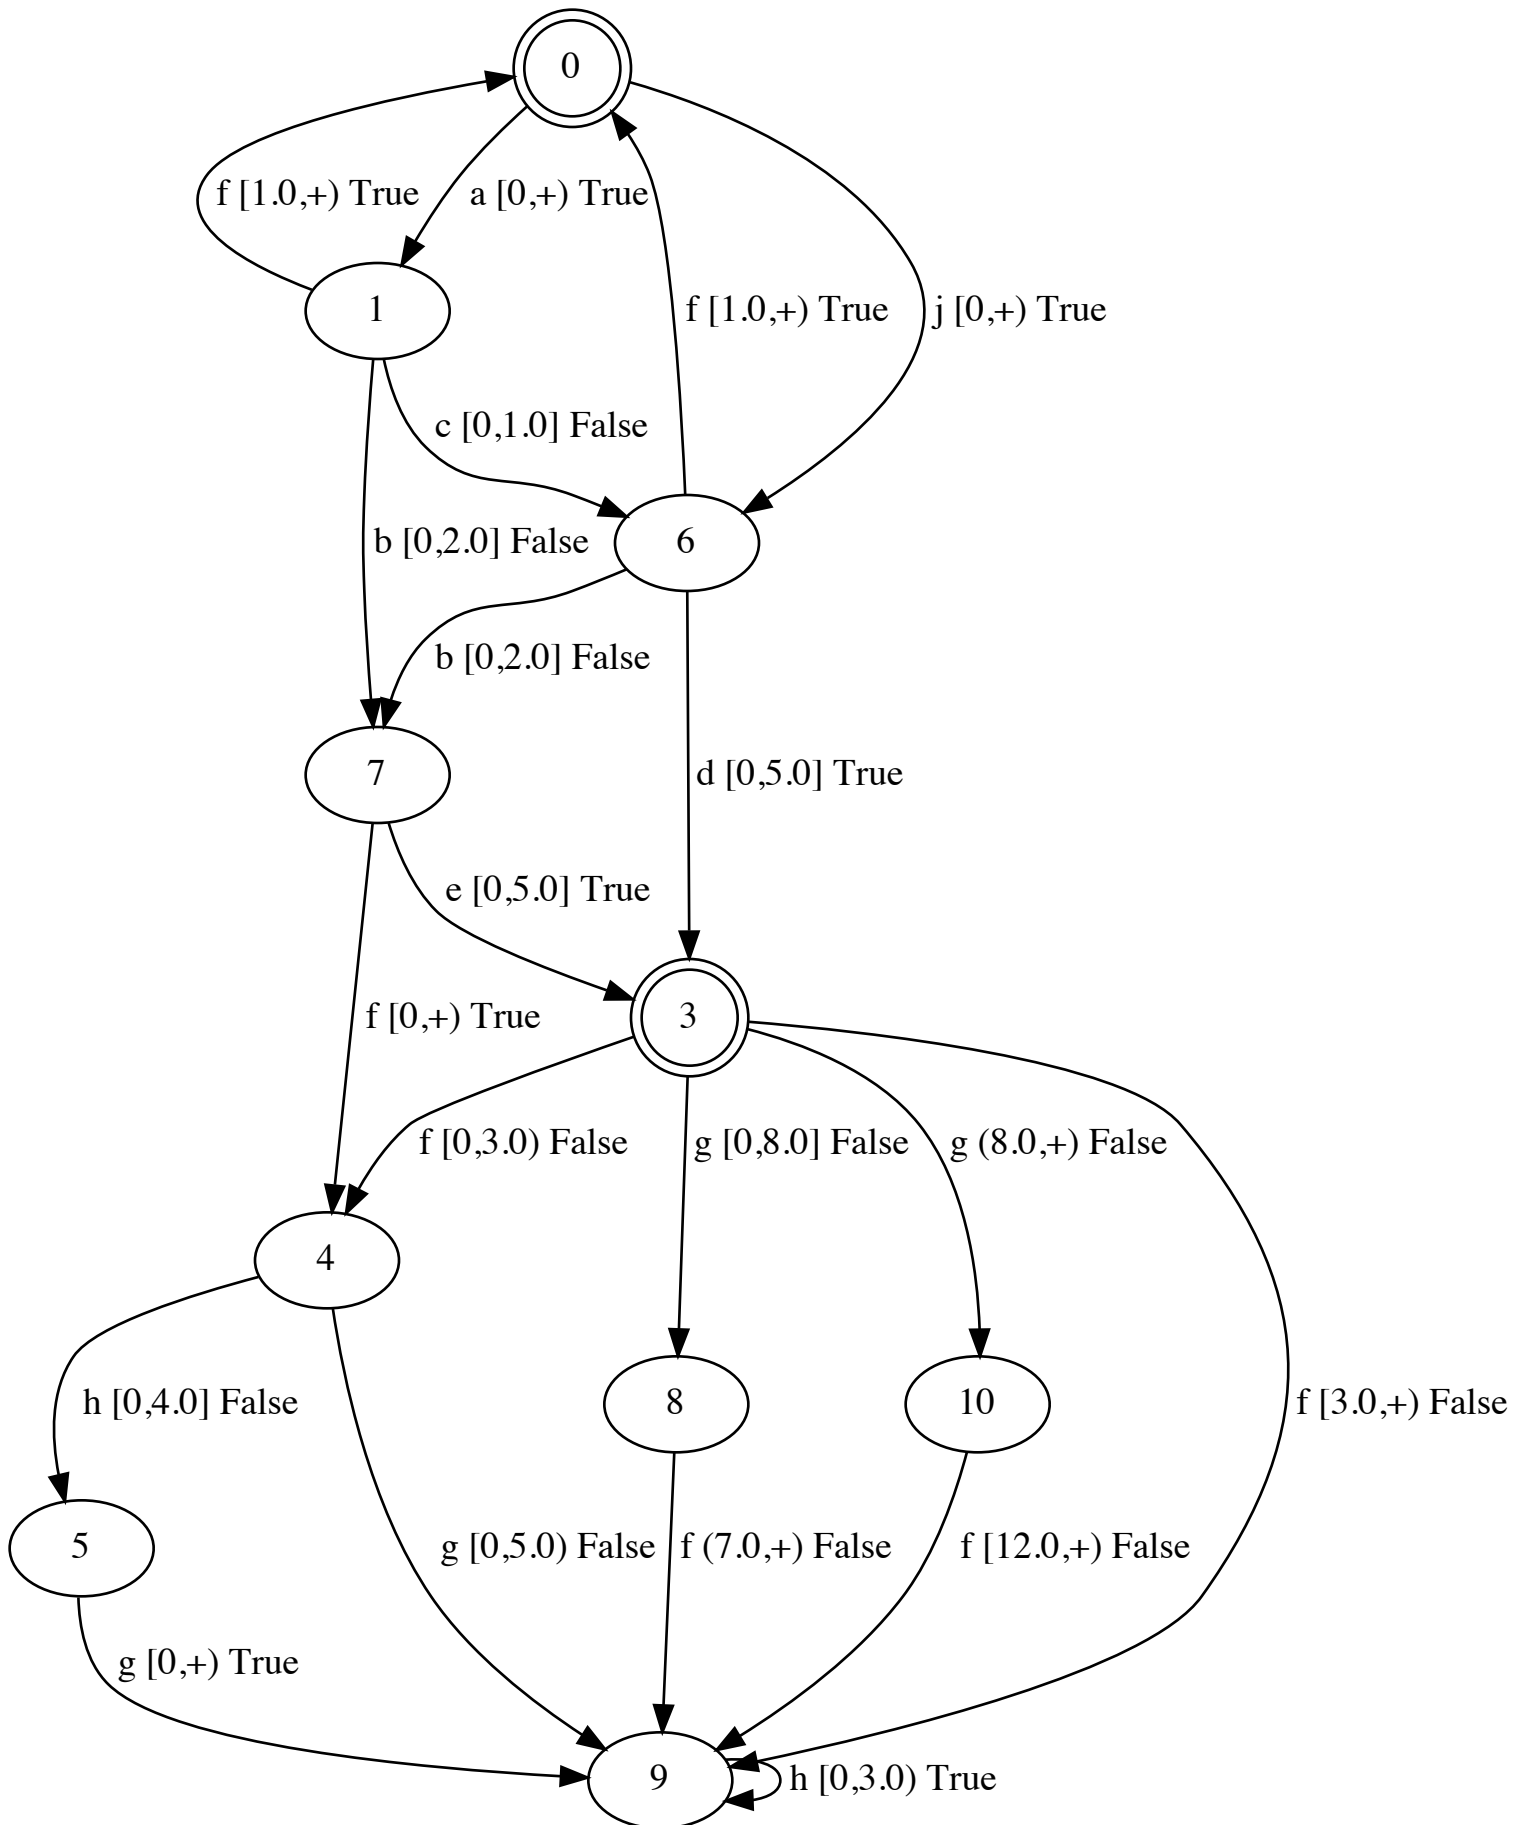 0
f [1.0,+) True
a [0,+) True
1
f [1.0,+) True
j [0,+) True
c [0,1.0] False
b [0,2.0] False
6
b [0,2.0] False
7
d [0,5.0] True
e [0,5.0] True
f [0,+) True
3
f [0,3.0) False
g [0,8.0] False
g (8.0,+) False
4
h [0,4.0] False
8
10
f [3.0,+) False
5
g [0,5.0) False
f (7.0,+) False
f [12.0,+) False
g [0,+) True
9
h [0,3.0) True